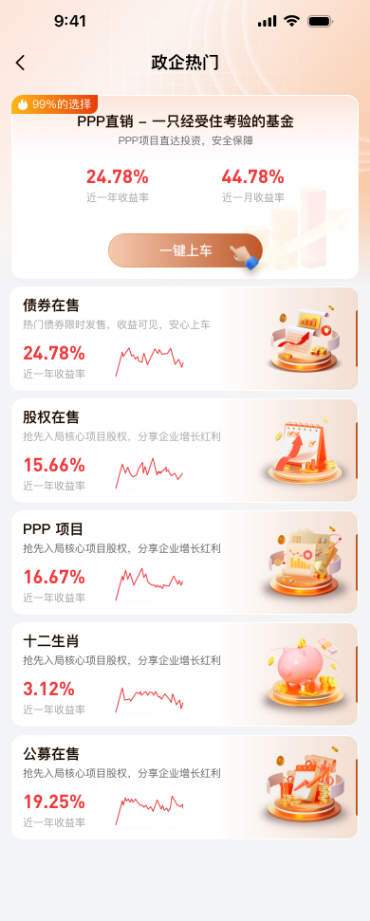 9:41
政企热门
99%的选择
PPP直销 – 一只经受住考验的基金
PPP项目直达投资，安全保障
24.78% 44.78%
近一年收益率 近一月收益率
一键上车
债券在售
热门债券限时发售，收益可见，安心上车
24.78%
近一年收益率
股权在售
抢先入局核心项目股权，分享企业增长红利
15.66%
近一年收益率
PPP 项目
抢先入局核心项目股权，分享企业增长红利
16.67%
近一年收益率
十二生肖
抢先入局核心项目股权，分享企业增长红利
3.12%
近一年收益率
公募在售
抢先入局核心项目股权，分享企业增长红利
19.25%
近一年收益率